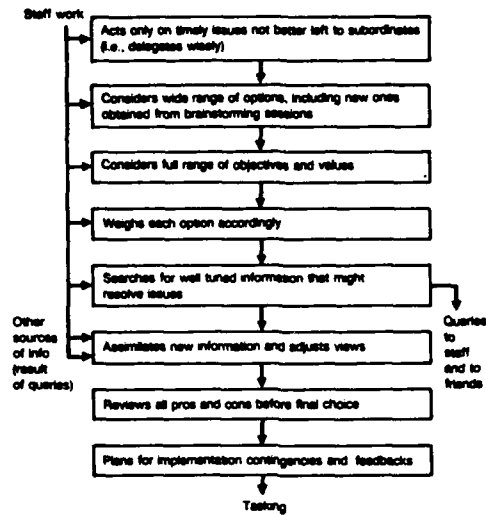 Staff work
Acts only on timely issues not better left to subordinates
(i.e., delegates wisely)
Considers wide range of options, including new ones
obtained from brainstorming sessions
Considers full range of objectives and values
Weighs each option accordingly
Searches for well tuned information that might
resolve issues
Other
sources
of info
(result
of queries)
Queries
to
staff
and to
friends
Assimilates new information and adjusts views
Reviews all pros and cons before final choice
Plans for implementation contingencies and feedbacks
Tasking